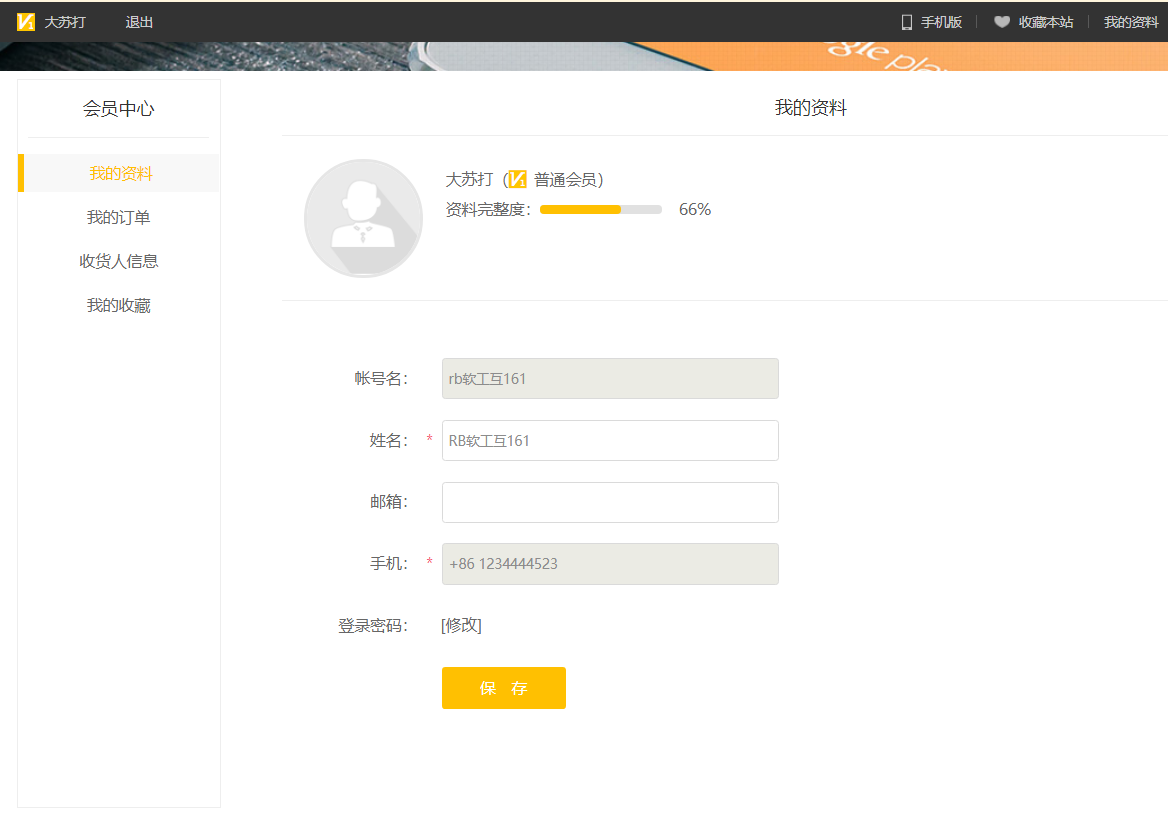 V1 大苏打 退出 手机版 收藏本站 我的资料
gle play
会员中心
我的资料
我的订单
收货人信息
我的收藏
我的资料
大苏打 (V1 普通会员)
资料完整度: 66%
帐号名: rb软工互161
姓名: * RB软工互161
邮箱:
手机: * +86 1234444523
登录密码: [修改]
保 存